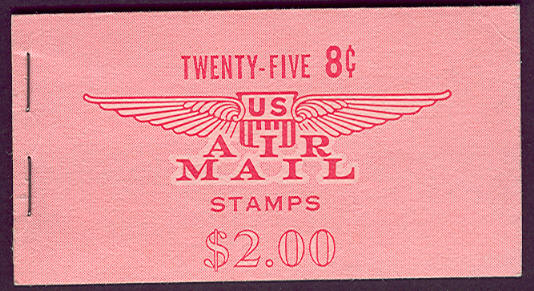 TWENTY-FIVE 8¢
US
AIR
MAIL
STAMPS
$2.00